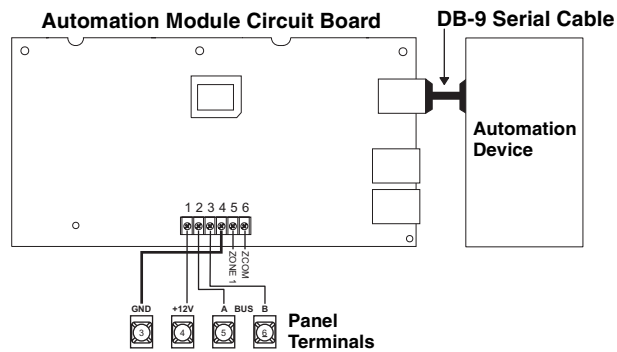 Automation Module Circuit Board
DB-9 Serial Cable
Automation
Device
1 2 3 4 5 6
ZONE 1
ZCOM
GND +12V A BUS B
3 4 5 6
Panel
Terminals